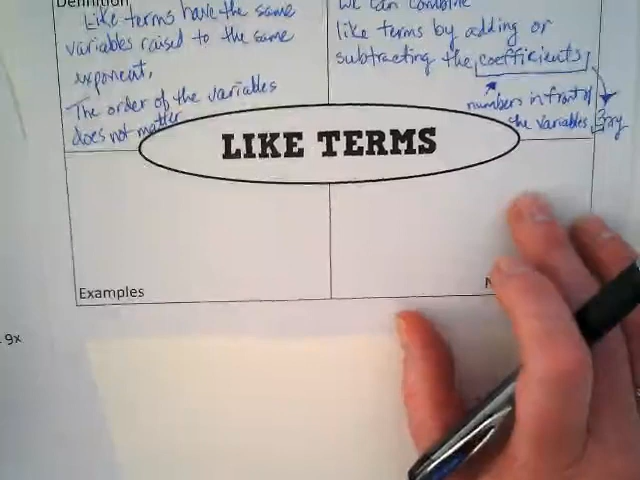 Definition
Like terms have the same
variables raised to the same
exponent.
The order of the variables
does not matter
we can combine
like terms by adding or
subtracting the coefficients
numbers in front of
the variables 3xy
LIKE TERMS
Examples
9x